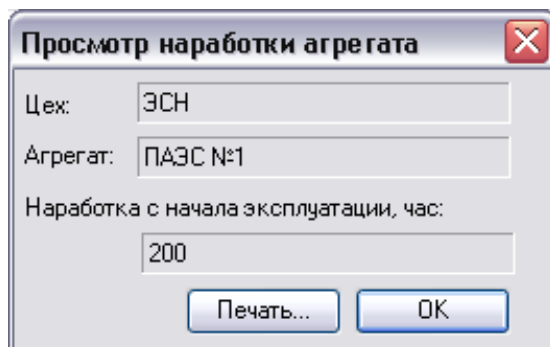 Просмотр наработки агрегата
Цех: ЭСН
Агрегат: ПАЭС №1
Наработка с начала эксплуатации, час:
200
Печать... OK